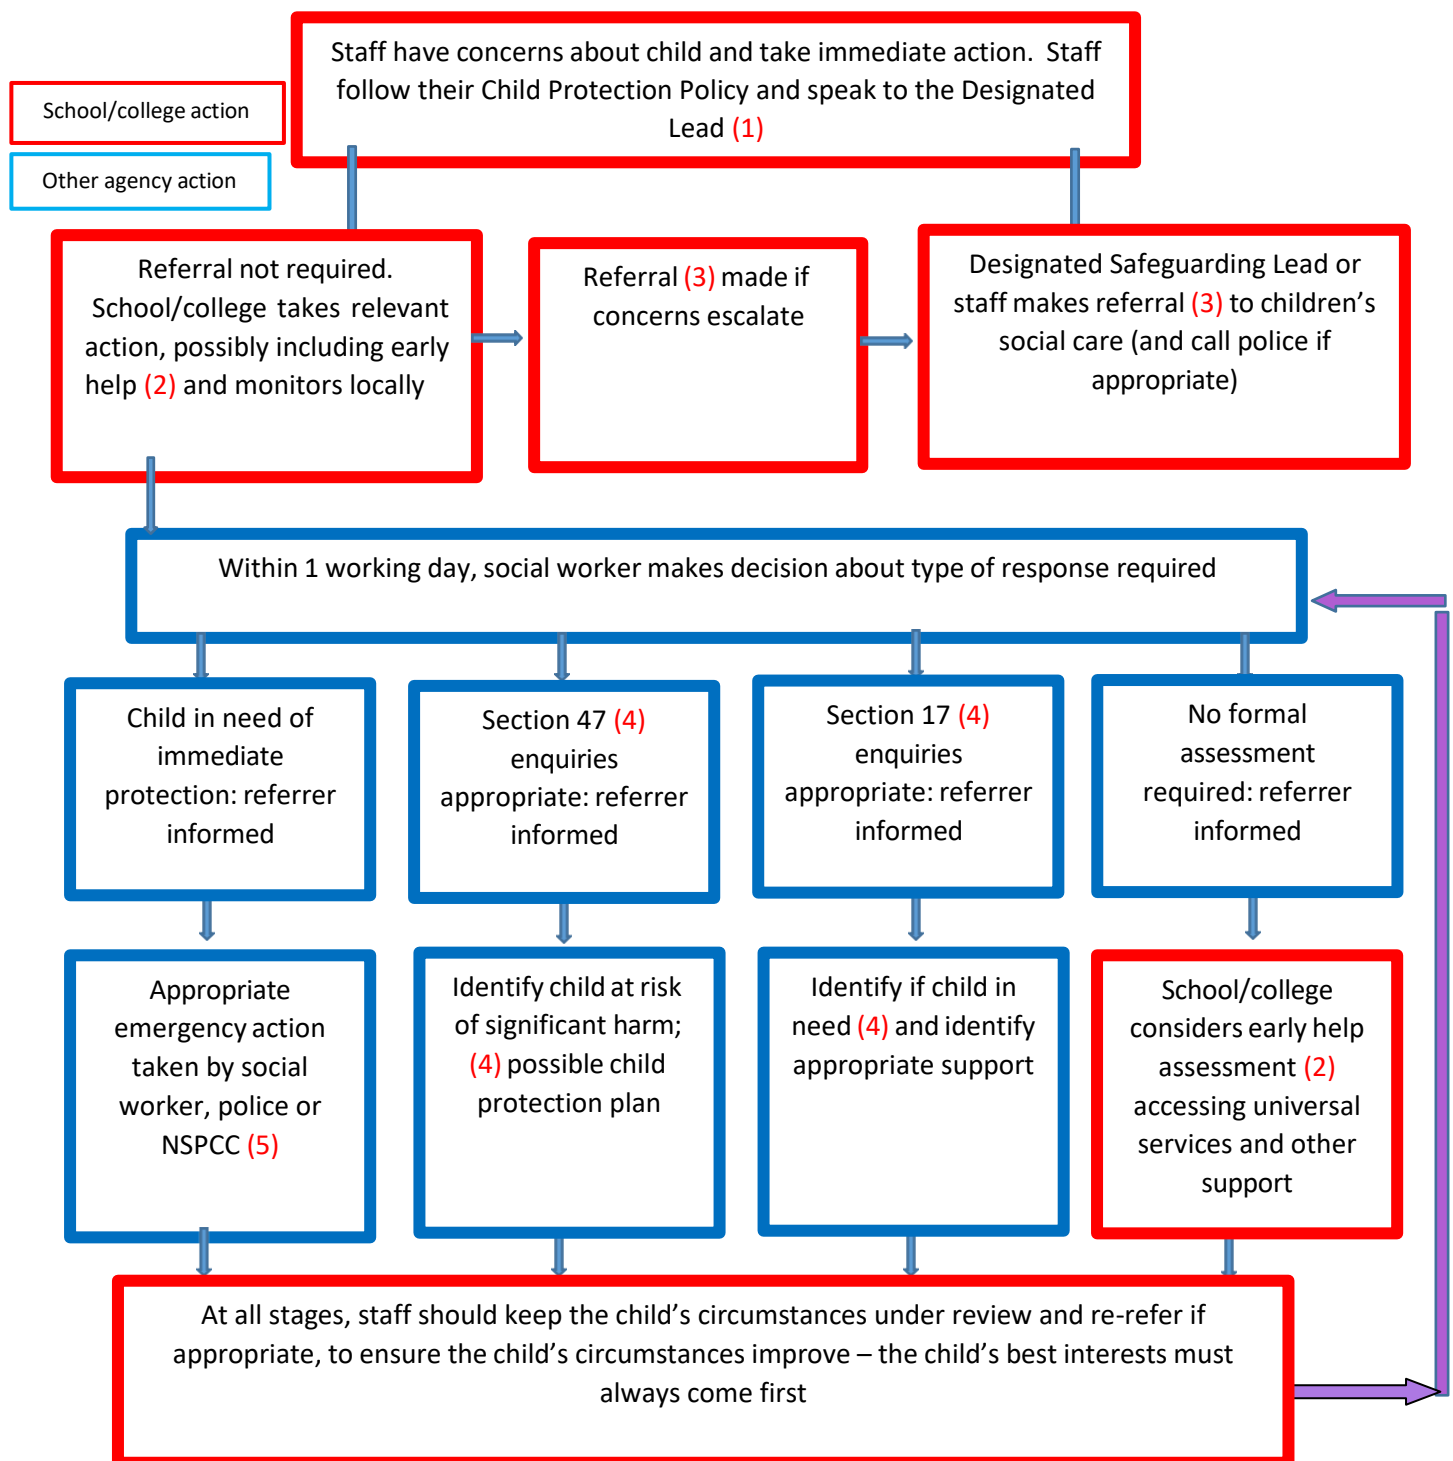 Staff have concerns about child and take immediate action. Staff
follow their Child Protection Policy and speak to the Designated
Lead (1)
School/college action
Other agency action
Referral not required.
School/college takes relevant
action, possibly including early
help (2) and monitors locally
Referral (3) made if
concerns escalate
Designated Safeguarding Lead or
staff makes referral (3) to children’s
social care (and call police if
appropriate)
Within 1 working day, social worker makes decision about type of response required
Child in need of
immediate
protection: referrer
informed
Section 47 (4)
enquiries
appropriate: referrer
informed
Section 17 (4)
enquiries
appropriate: referrer
informed
No formal
assessment
required: referrer
informed
Appropriate
emergency action
taken by social
worker, police or
NSPCC (5)
Identify child at risk
of significant harm;
(4) possible child
protection plan
Identify if child in
need (4) and identify
appropriate support
School/college
considers early help
assessment (2)
accessing universal
services and other
support
At all stages, staff should keep the child’s circumstances under review and re-refer if
appropriate, to ensure the child’s circumstances improve – the child’s best interests must
always come first